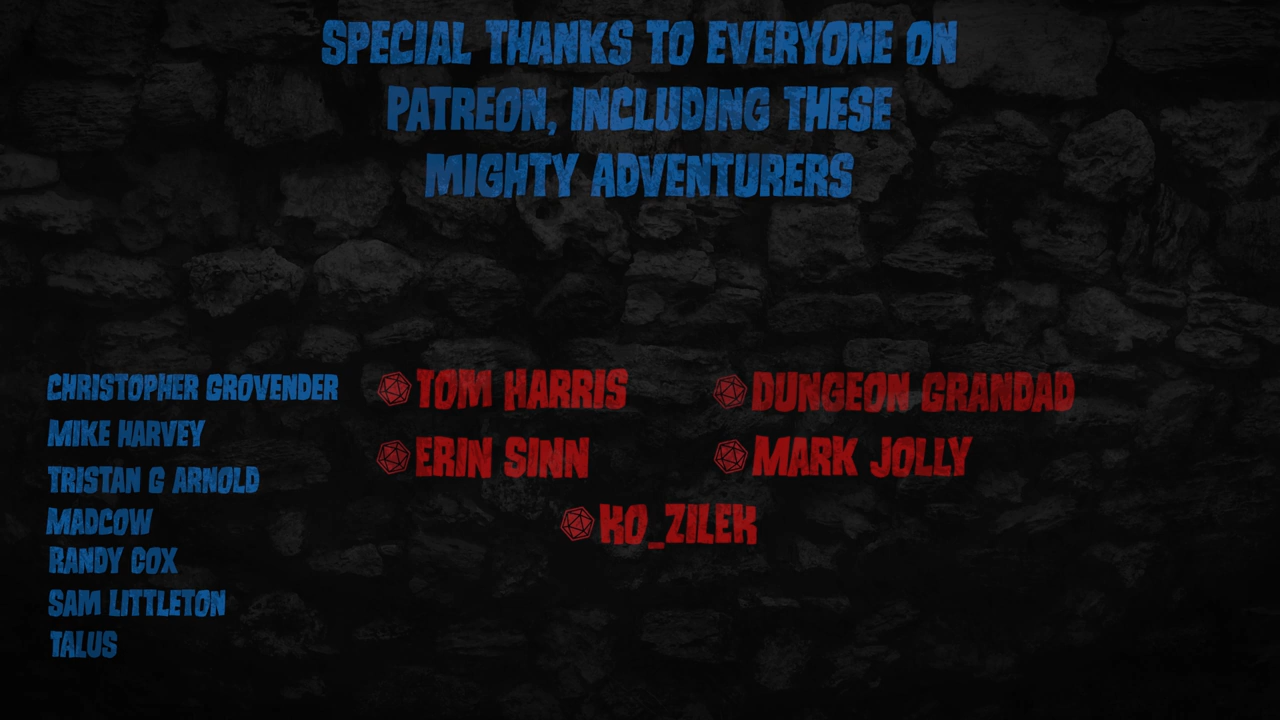 SPECIAL THANKS TO EVERYONE ON
PATREON, INCLUDING THESE
MIGHTY ADVENTURERS
CHRISTOPHER GROVENDER
MIKE HARVEY
TRISTAN G ARNOLD
MADCOW
RANDY COX
SAM LITTLETON
TALUS
TOM HARRIS
DUNGEON GRANDAD
ERIN SINN
MARK JOLLY
KO_ZILEK